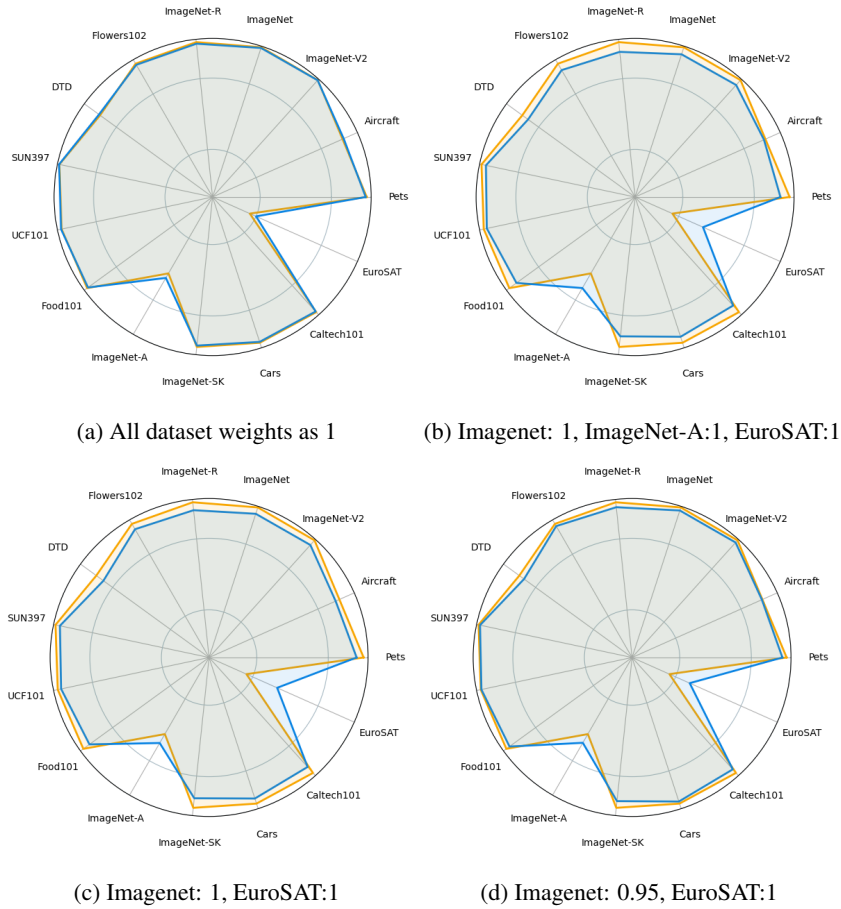 ImageNet-R
ImageNet
Flowers102
ImageNet-V2
DTD
Aircraft
SUN397
Pets
UCF101
EuroSAT
Food101
Caltech101
ImageNet-A
Cars
ImageNet-SK
(a) All dataset weights as 1
ImageNet-R
ImageNet
Flowers102
ImageNet-V2
DTD
Aircraft
SUN397
Pets
UCF101
EuroSAT
Food101
Caltech101
ImageNet-A
Cars
ImageNet-SK
(b) Imagenet: 1, ImageNet-A:1, EuroSAT:1
ImageNet-R
ImageNet
Flowers102
ImageNet-V2
DTD
Aircraft
SUN397
Pets
UCF101
EuroSAT
Food101
Caltech101
ImageNet-A
Cars
ImageNet-SK
(c) Imagenet: 1, EuroSAT:1
ImageNet-R
ImageNet
Flowers102
ImageNet-V2
DTD
Aircraft
SUN397
Pets
UCF101
EuroSAT
Food101
Caltech101
ImageNet-A
Cars
ImageNet-SK
(d) Imagenet: 0.95, EuroSAT:1